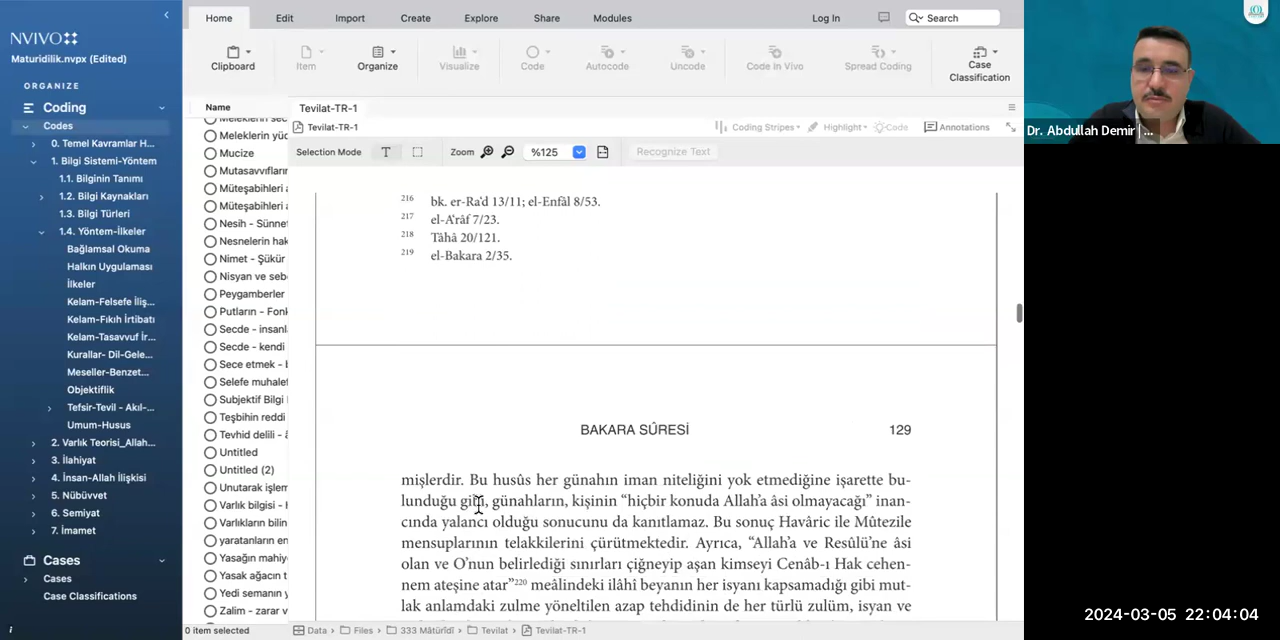 NVIVO
Maturidilik.nvpx (Edited)
ORGANIZE
Coding
Codes
0. Temel Kavramlar H...
1. Bilgi Sistemi-Yöntem
1.1. Bilginin Tanımı
1.2. Bilgi Kaynakları
1.3. Bilgi Türleri
1.4. Yöntem-İlkeler
Bağlamsal Okuma
Halkın Uygulaması
İlkeler
Kelam-Felsefe İliş...
Kelam-Fıkıh İrtibatı
Kelam-Tasavvuf İr...
Kurallar- Dil-Gele...
Meseller-Benzet...
Objektiflik
Tefsir-Tevil - Akıl-...
Umum-Husus
2. Varlık Teorisi_Allah...
3. İlahiyat
4. İnsan-Allah İlişkisi
5. Nübüvvet
6. Semiyat
7. İmamet
Cases
Cases
Case Classifications
Home Edit Import Create Explore Share Modules Log In Search
Clipboard Item Organize Visualize Code Autocode Uncode Code In Vivo Spread Coding Case Classification
Name
Meleklerin sec
Meleklerin yüc
Mucize
Mutasavvıfların
Müteşabihleri a
Müteşabihleri a
Nesih - Sünne
Nesnelerin hak
Nimet - Şükür
Nisyan ve sebe
Peygamberler
Putların - Fonk
Secde - insanl
Secde - kendi
Sece etmek - b
Selefe muhalef
Subjektif Bilgi
Teşbihin reddi
Tevhid delili - â
Untitled
Untitled (2)
Unutarak işlem
Varlık bilgisi - H
Varlıkların bilin
yaratanların en
Yasağın mahiy
Yasak ağacın t
Yedi semanın y
Zalim - zarar v
0 item selected
Tevilat-TR-1
Tevilat-TR-1 Coding Stripes Highlight Code Annotations
Selection Mode T Zoom %125 Recognize Text
216 bk. er-Ra'd 13/11; el-Enfâl 8/53.
217 el-A'râf 7/23.
218 Tâhâ 20/121.
219 el-Bakara 2/35.
BAKARA SÛRESİ 129
mişlerdir. Bu husûs her günahın iman niteliğini yok etmediğine işarette bu-
lunduğu gibi, günahların, kişinin “hiçbir konuda Allah’a âsi olmayacağı” inan-
cında yalancı olduğu sonucunu da kanıtlamaz. Bu sonuç Havâric ile Mûtezile
mensuplarının telakkilerini çürütmektedir. Ayrıca, “Allah’a ve Resûlü’ne âsi
olan ve O’nun belirlediği sınırları çiğneyip aşan kimseyi Cenâb-ı Hak cehen-
nem ateşine atar”220 meâlindeki ilâhî beyanın her isyanı kapsamadığı gibi mut-
lak anlamdaki zulme yöneltilen azap tehdidinin de her türlü zulüm, isyan ve
Data Files 333 Mâtürîdî Tevilat Tevilat-TR-1
Dr. Abdullah Demir | ...
2024-03-05 22:04:04